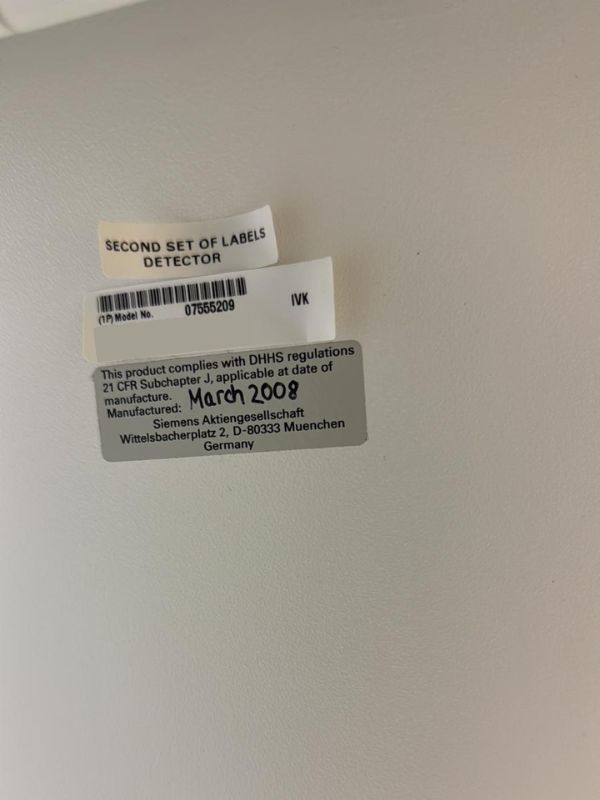 SECOND SET OF LABELS
DETECTOR
(1P) Model No. 07555209 IVK
This product complies with DHHS regulations
21 CFR Subchapter J, applicable at date of
manufacture.
Manufactured: March 2008
Siemens Aktiengesellschaft
Wittelsbacherplatz 2, D-80333 Muenchen
Germany